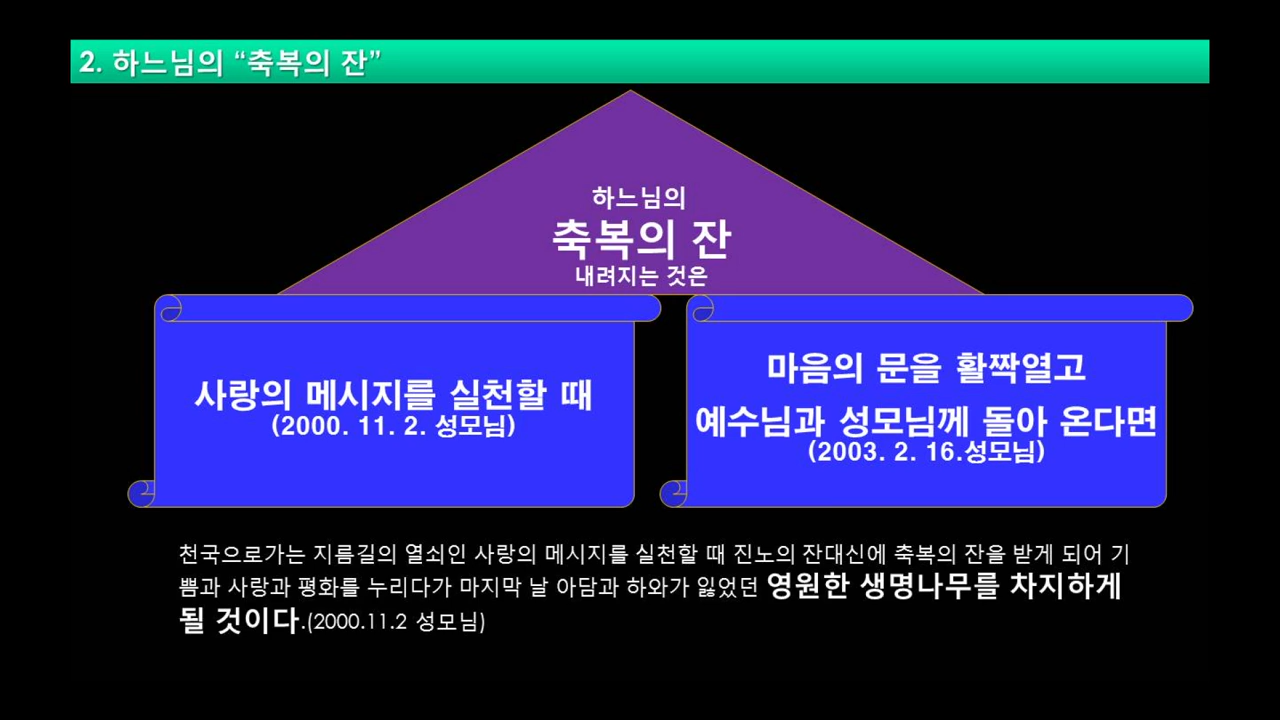 2. 하느님의 “축복의 잔”
하느님의
축복의 잔
내려지는 것은
사랑의 메시지를 실천할 때
(2000. 11. 2. 성모님)
마음의 문을 활짝열고
예수님과 성모님께 돌아 온다면
(2003. 2. 16.성모님)
천국으로가는 지름길의 열쇠인 사랑의 메시지를 실천할 때 진노의 잔대신에 축복의 잔을 받게 되어 기
쁨과 사랑과 평화를 누리다가 마지막 날 아담과 하와가 잃었던 영원한 생명나무를 차지하게
될 것이다.(2000.11.2 성모님)